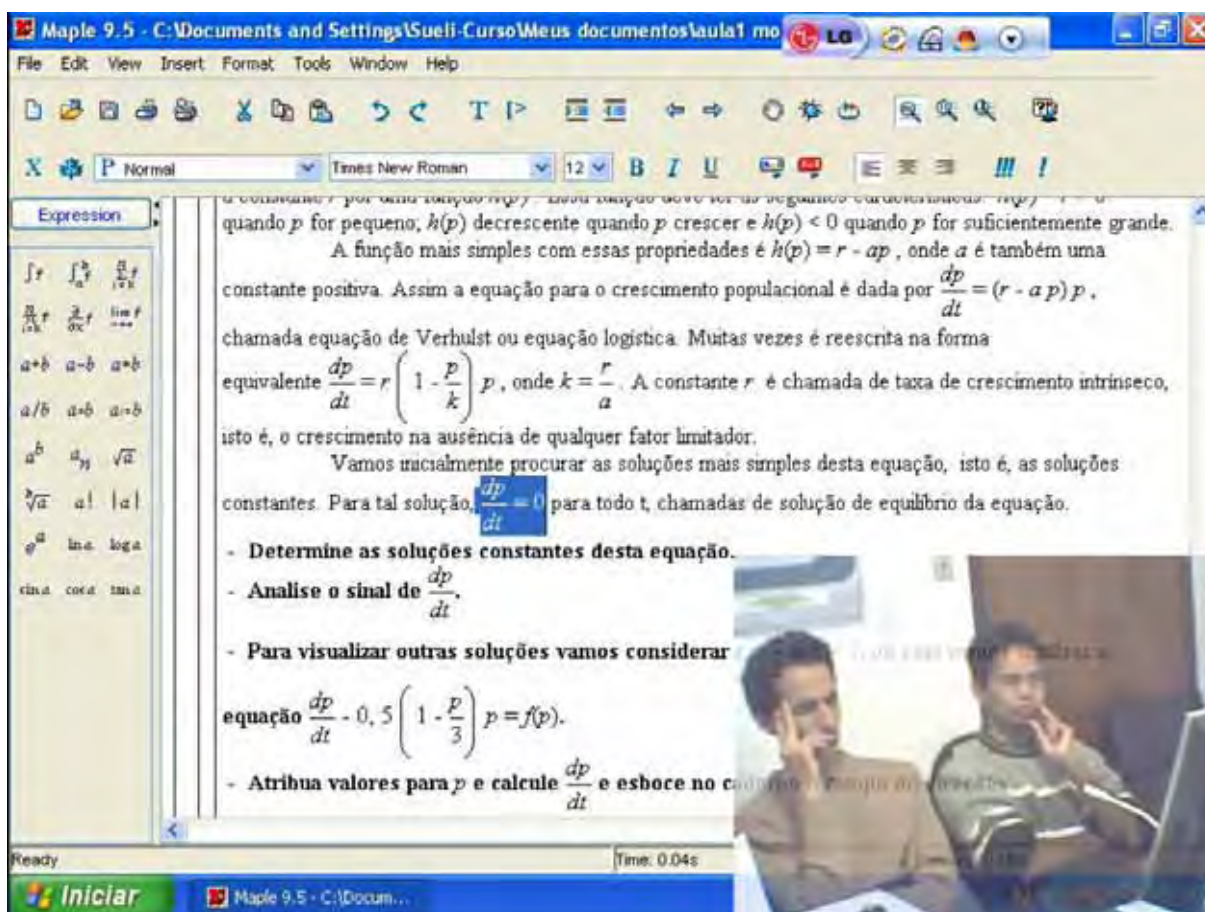 Maple 9.5 - C:\Documents and Settings\Sueli-Curso\Meus documentos\aula1 mo
LG
File Edit View Insert Format Tools Window Help
P Normal Times New Roman 12 B I U
Expression
quando p for pequeno; h(p) decrescente quando p crescer e h(p) < 0 quando p for suficientemente grande.
A função mais simples com essas propriedades é h(p) = r - ap , onde a é também uma
constante positiva. Assim a equação para o crescimento populacional é dada por dp/dt = (r - a p) p ,
chamada equação de Verhulst ou equação logística. Muitas vezes é reescrita na forma
equivalente dp/dt = r ( 1 - p/k ) p , onde k = r/a . A constante r é chamada de taxa de crescimento intrínseco,
isto é, o crescimento na ausência de qualquer fator limitador.
Vamos inicialmente procurar as soluções mais simples desta equação, isto é, as soluções
constantes. Para tal solução, dp/dt = 0 para todo t, chamadas de solução de equilíbrio da equação.
- Determine as soluções constantes desta equação.
- Analise o sinal de dp/dt.
- Para visualizar outras soluções vamos considerar
equação dp/dt - 0, 5 ( 1 - p/3 ) p = f(p).
- Atribua valores para p e calcule dp/dt e esboce no
Ready
Time: 0.04s
Iniciar
Maple 9.5 - C:\Docum...